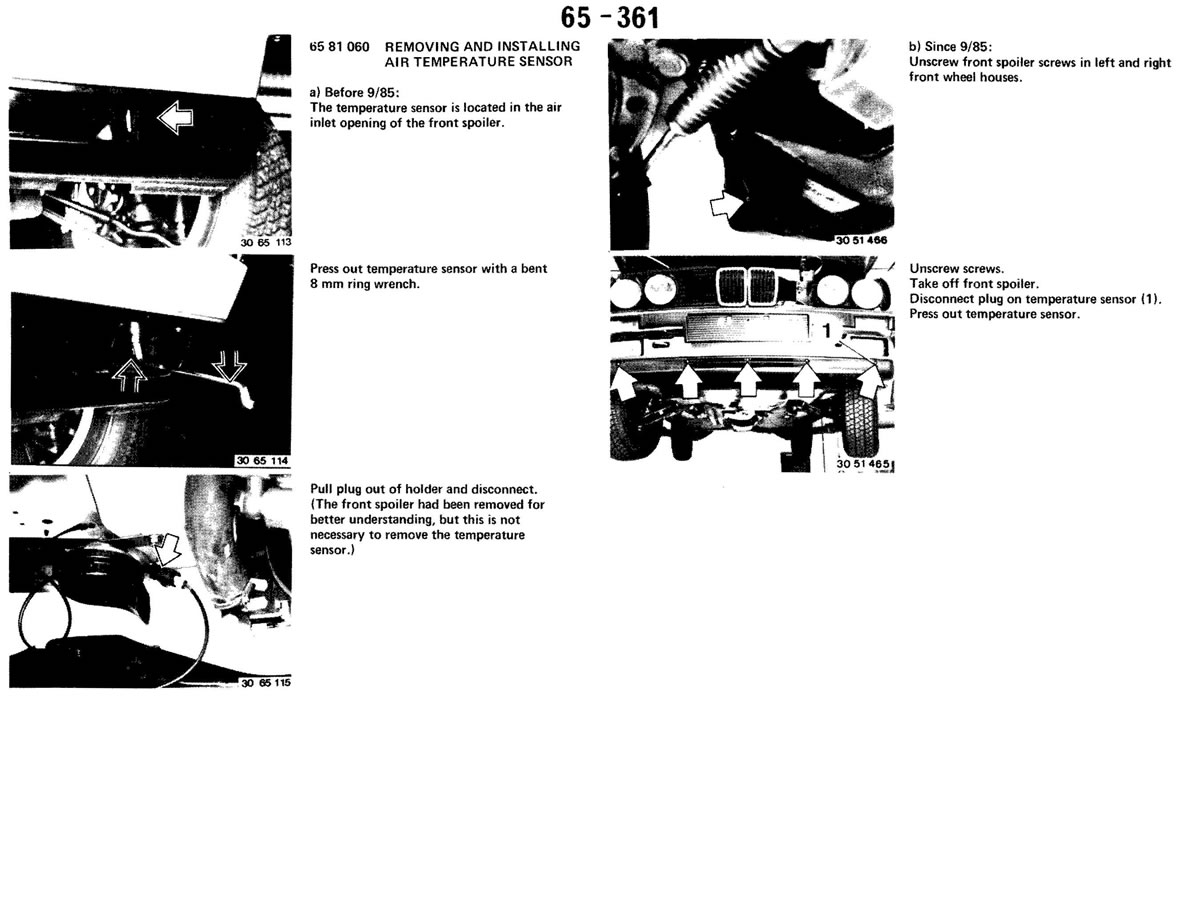 65 - 361
65 81 060 REMOVING AND INSTALLING
AIR TEMPERATURE SENSOR
a) Before 9/85:
The temperature sensor is located in the air
inlet opening of the front spoiler.
30 65 113
Press out temperature sensor with a bent
8 mm ring wrench.
30 65 114
Pull plug out of holder and disconnect.
(The front spoiler had been removed for
better understanding, but this is not
necessary to remove the temperature
sensor.)
30 65 115
b) Since 9/85:
Unscrew front spoiler screws in left and right
front wheel houses.
30 51 466
Unscrew screws.
Take off front spoiler.
Disconnect plug on temperature sensor (1).
Press out temperature sensor.
1
30 51 465